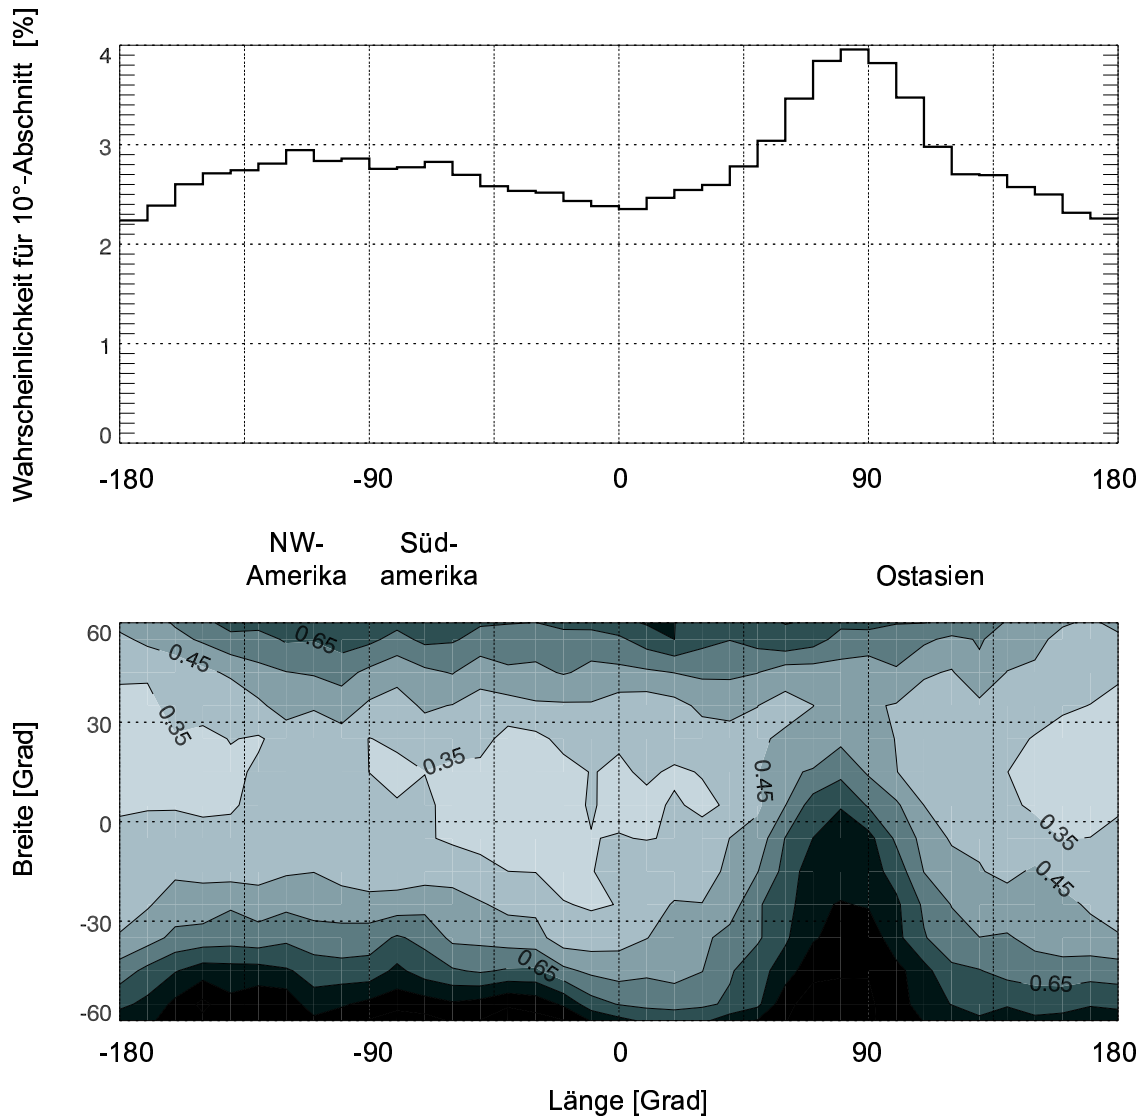 Wahrscheinlichkeit für 10°-Abschnitt [%]
4
3
2
1
0
-180 -90 0 90 180
NW-
Amerika
Süd-
amerika
Ostasien
Breite [Grad]
60
30
0
-30
-60
0.65
0.45
0.35
0.35
0.45
0.35
0.45
0.65
0.65
-180 -90 0 90 180
Länge [Grad]